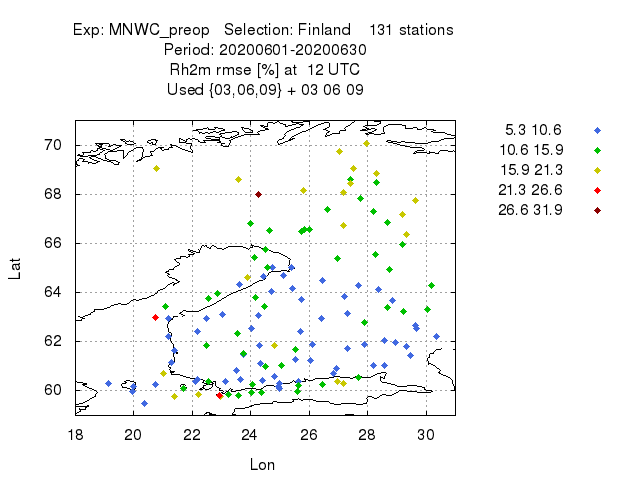 Exp: MNWC_preop   Selection: Finland    131 stations
Period: 20200601-20200630
Rh2m rmse [%] at  12 UTC
Used {03,06,09} + 03 06 09
5.3 10.6
10.6 15.9
15.9 21.3
21.3 26.6
26.6 31.9
70
68
66
64
62
60
Lat
18 20 22 24 26 28 30
Lon